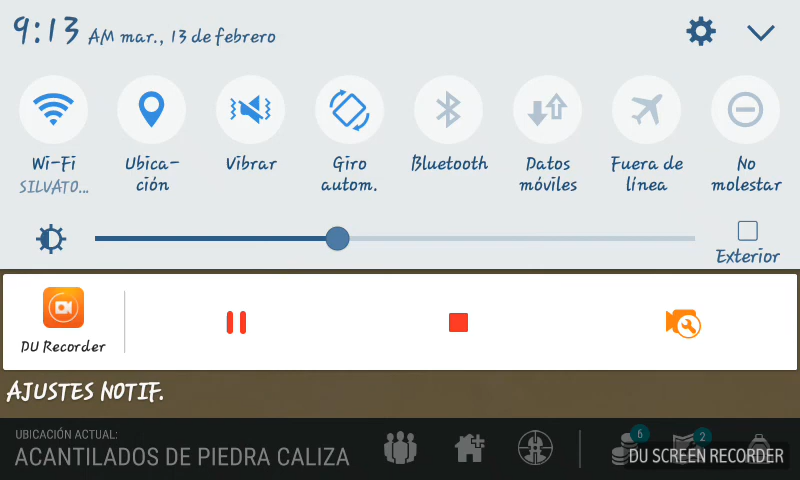 9:13 AM mar., 13 de febrero
Wi-Fi
SILVATO...
Ubica-
ción
Vibrar
Giro
autom.
Bluetooth
Datos
móviles
Fuera de
línea
No
molestar
Exterior
DU Recorder
AJUSTES NOTIF.
UBICACIÓN ACTUAL:
ACANTILADOS DE PIEDRA CALIZA
6
2
DU SCREEN RECORDER